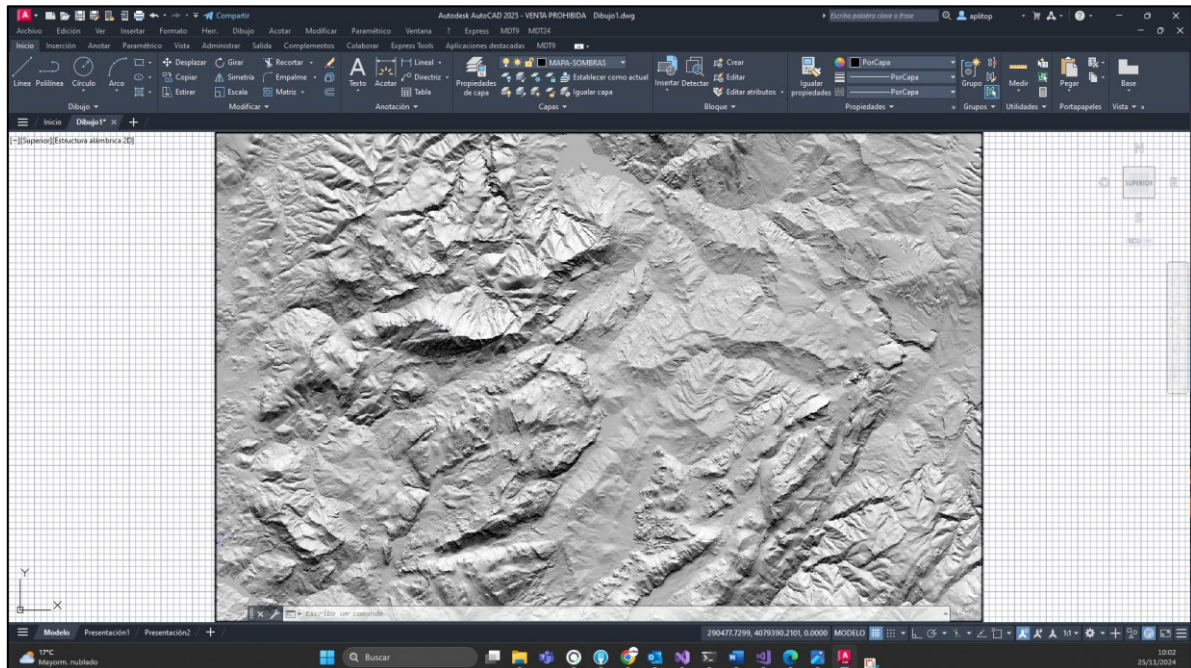 Compartir Autodesk AutoCAD 2025 - VENTA PROHIBIDA Dibujo1.dwg Escriba palabra clave o frase aplitop
Archivo Edición Ver Insertar Formato Herr. Dibujo Acotar Modificar Paramétrico Ventana ? Express MDT9 MDT24
Inicio Inserción Anotar Paramétrico Vista Administrar Salida Complementos Colaborar Express Tools Aplicaciones destacadas MDT9
Desplazar Girar Recortar Lineal MAPA-SOMBRAS Crear PorCapa
Copiar Simetría Empalme Directriz Establecer como actual Editar PorCapa
Estirar Escala Matriz Tabla Igualar capa Editar atributos PorCapa
Línea Polilínea Círculo Arco Texto Acotar Propiedades de capa Insertar Detectar Igualar propiedades Grupo Medir Pegar Base
Dibujo Modificar Anotación Capas Bloque Propiedades Grupos Utilidades Portapapeles Vista
Inicio Dibujo1* +
[−][Superior][Estructura alámbrica 2D]
SUPERIOR
S
SCU
Y
X
Escriba un comando
Modelo Presentación1 Presentación2 + 290477.7299, 4079390.2101, 0.0000 MODELO 1:1
17°C
Mayorm. nublado
Buscar
10:02
25/11/2024